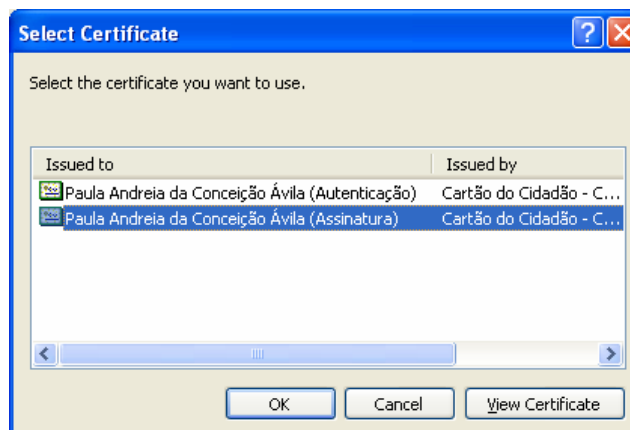 Select Certificate
Select the certificate you want to use.
Issued to Issued by
Paula Andreia da Conceição Ávila (Autenticação) Cartão do Cidadão - C...
Paula Andreia da Conceição Ávila (Assinatura) Cartão do Cidadão - C...
OK Cancel View Certificate